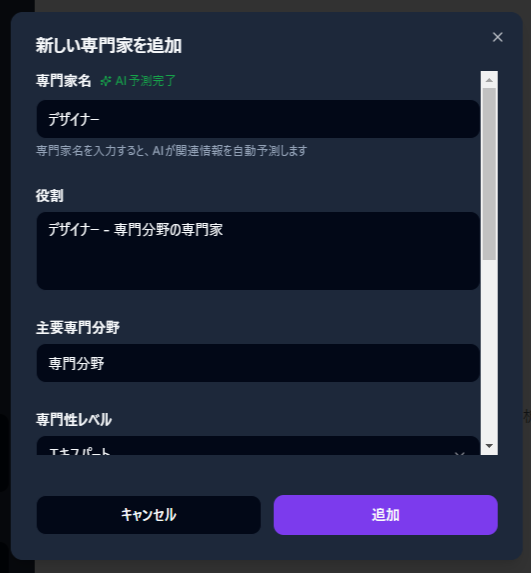 新しい専門家を追加
専門家名 AI予測完了
デザイナー
専門家名を入力すると、AIが関連情報を自動予測します
役割
デザイナー - 専門分野の専門家
主要専門分野
専門分野
専門性レベル
エキスパート
キャンセル 追加